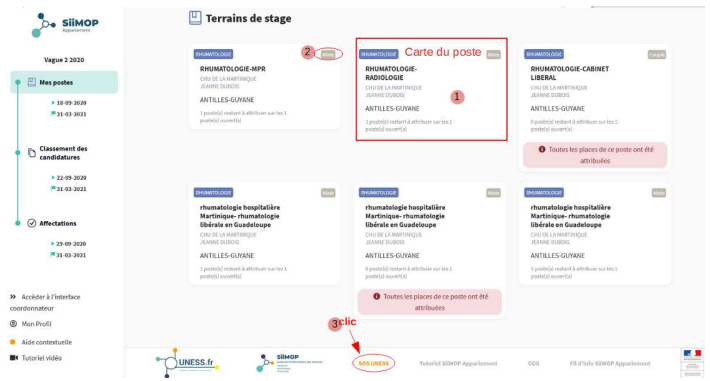 SiiMOP
Appariement
Vague 2 2020
Mes postes
18-09-2020
31-03-2021
Classement des
candidatures
22-09-2020
31-03-2021
Affectations
29-09-2020
31-03-2021
Accéder à l'interface
coordonnateur
Mon Profil
Aide contextuelle
Tutoriel vidéo
Terrains de stage
RHUMATOLOGIE
2
Mixte
RHUMATOLOGIE-MPR
CHU DE LA MARTINIQUE
JEANNE DUBOIS
ANTILLES-GUYANE
1 poste(s) restant à attribuer sur les 1
poste(s) ouvert(s)
RHUMATOLOGIE
Carte du poste
Mixte
RHUMATOLOGIE-
RADIOLOGIE
CHU DE LA MARTINIQUE
JEANNE DUBOIS
1
ANTILLES-GUYANE
1 poste(s) restant à attribuer sur les 1
poste(s) ouvert(s)
RHUMATOLOGIE
Couplé
RHUMATOLOGIE-CABINET
LIBERAL
CHU DE LA MARTINIQUE
JEANNE DUBOIS
ANTILLES-GUYANE
0 poste(s) restant à attribuer sur les 1
poste(s) ouvert(s)
Toutes les places de ce poste ont été
attribuées
RHUMATOLOGIE
Mixte
rhumatologie hospitalière
Martinique- rhumatologie
libérale en Guadeloupe
CHU DE LA MARTINIQUE
JEANNE DUBOIS
ANTILLES-GUYANE
1 poste(s) restant à attribuer sur les 1
poste(s) ouvert(s)
RHUMATOLOGIE
Mixte
rhumatologie hospitalière
Martinique- rhumatologie
libérale en Guadeloupe
CHU DE LA MARTINIQUE
JEANNE DUBOIS
ANTILLES-GUYANE
0 poste(s) restant à attribuer sur les 1
poste(s) ouvert(s)
Toutes les places de ce poste ont été
attribuées
RHUMATOLOGIE
Mixte
rhumatologie hospitalière
Martinique- rhumatologie
libérale en Guadeloupe
CHU DE LA MARTINIQUE
JEANNE DUBOIS
ANTILLES-GUYANE
1 poste(s) restant à attribuer sur les 1
poste(s) ouvert(s)
3
clic
UNESS.fr
SiiMOP
SOS UNESS
Tutoriel SiiMOP Appariement
CGU
Fil d'info SiiMOP Appariement